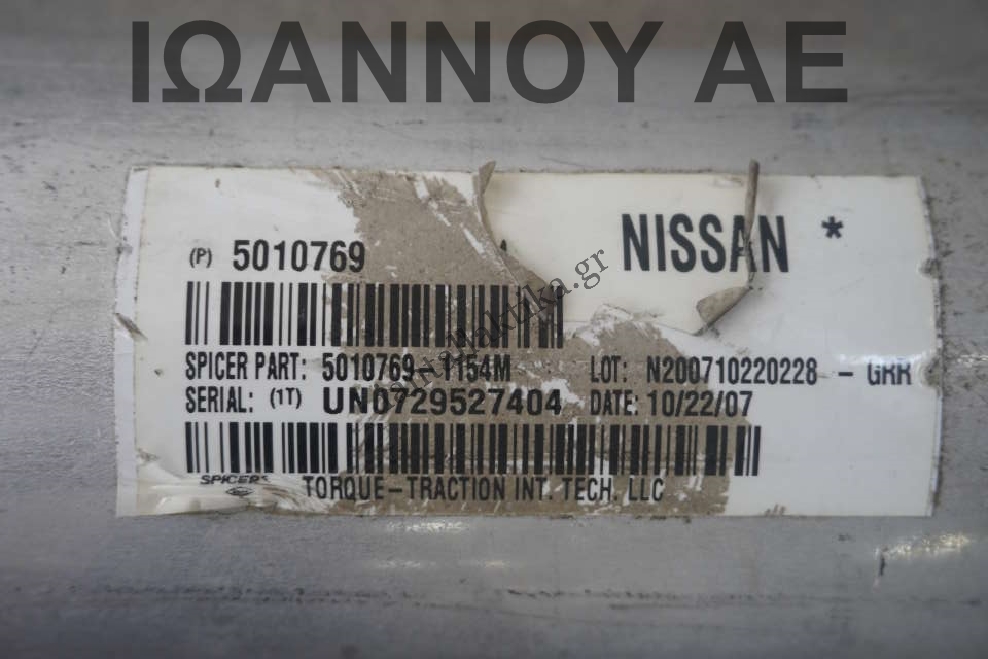 ΙΩΑΝΝΟΥ ΑΕ
NISSAN *
(P) 5010769
SPICER PART: 5010769-1154M LOT: N200710220228 - GRR
SERIAL: (1T) UN0729527404 DATE: 10/22/07
SPICER
TORQUE-TRACTION INT. TECH. LLC